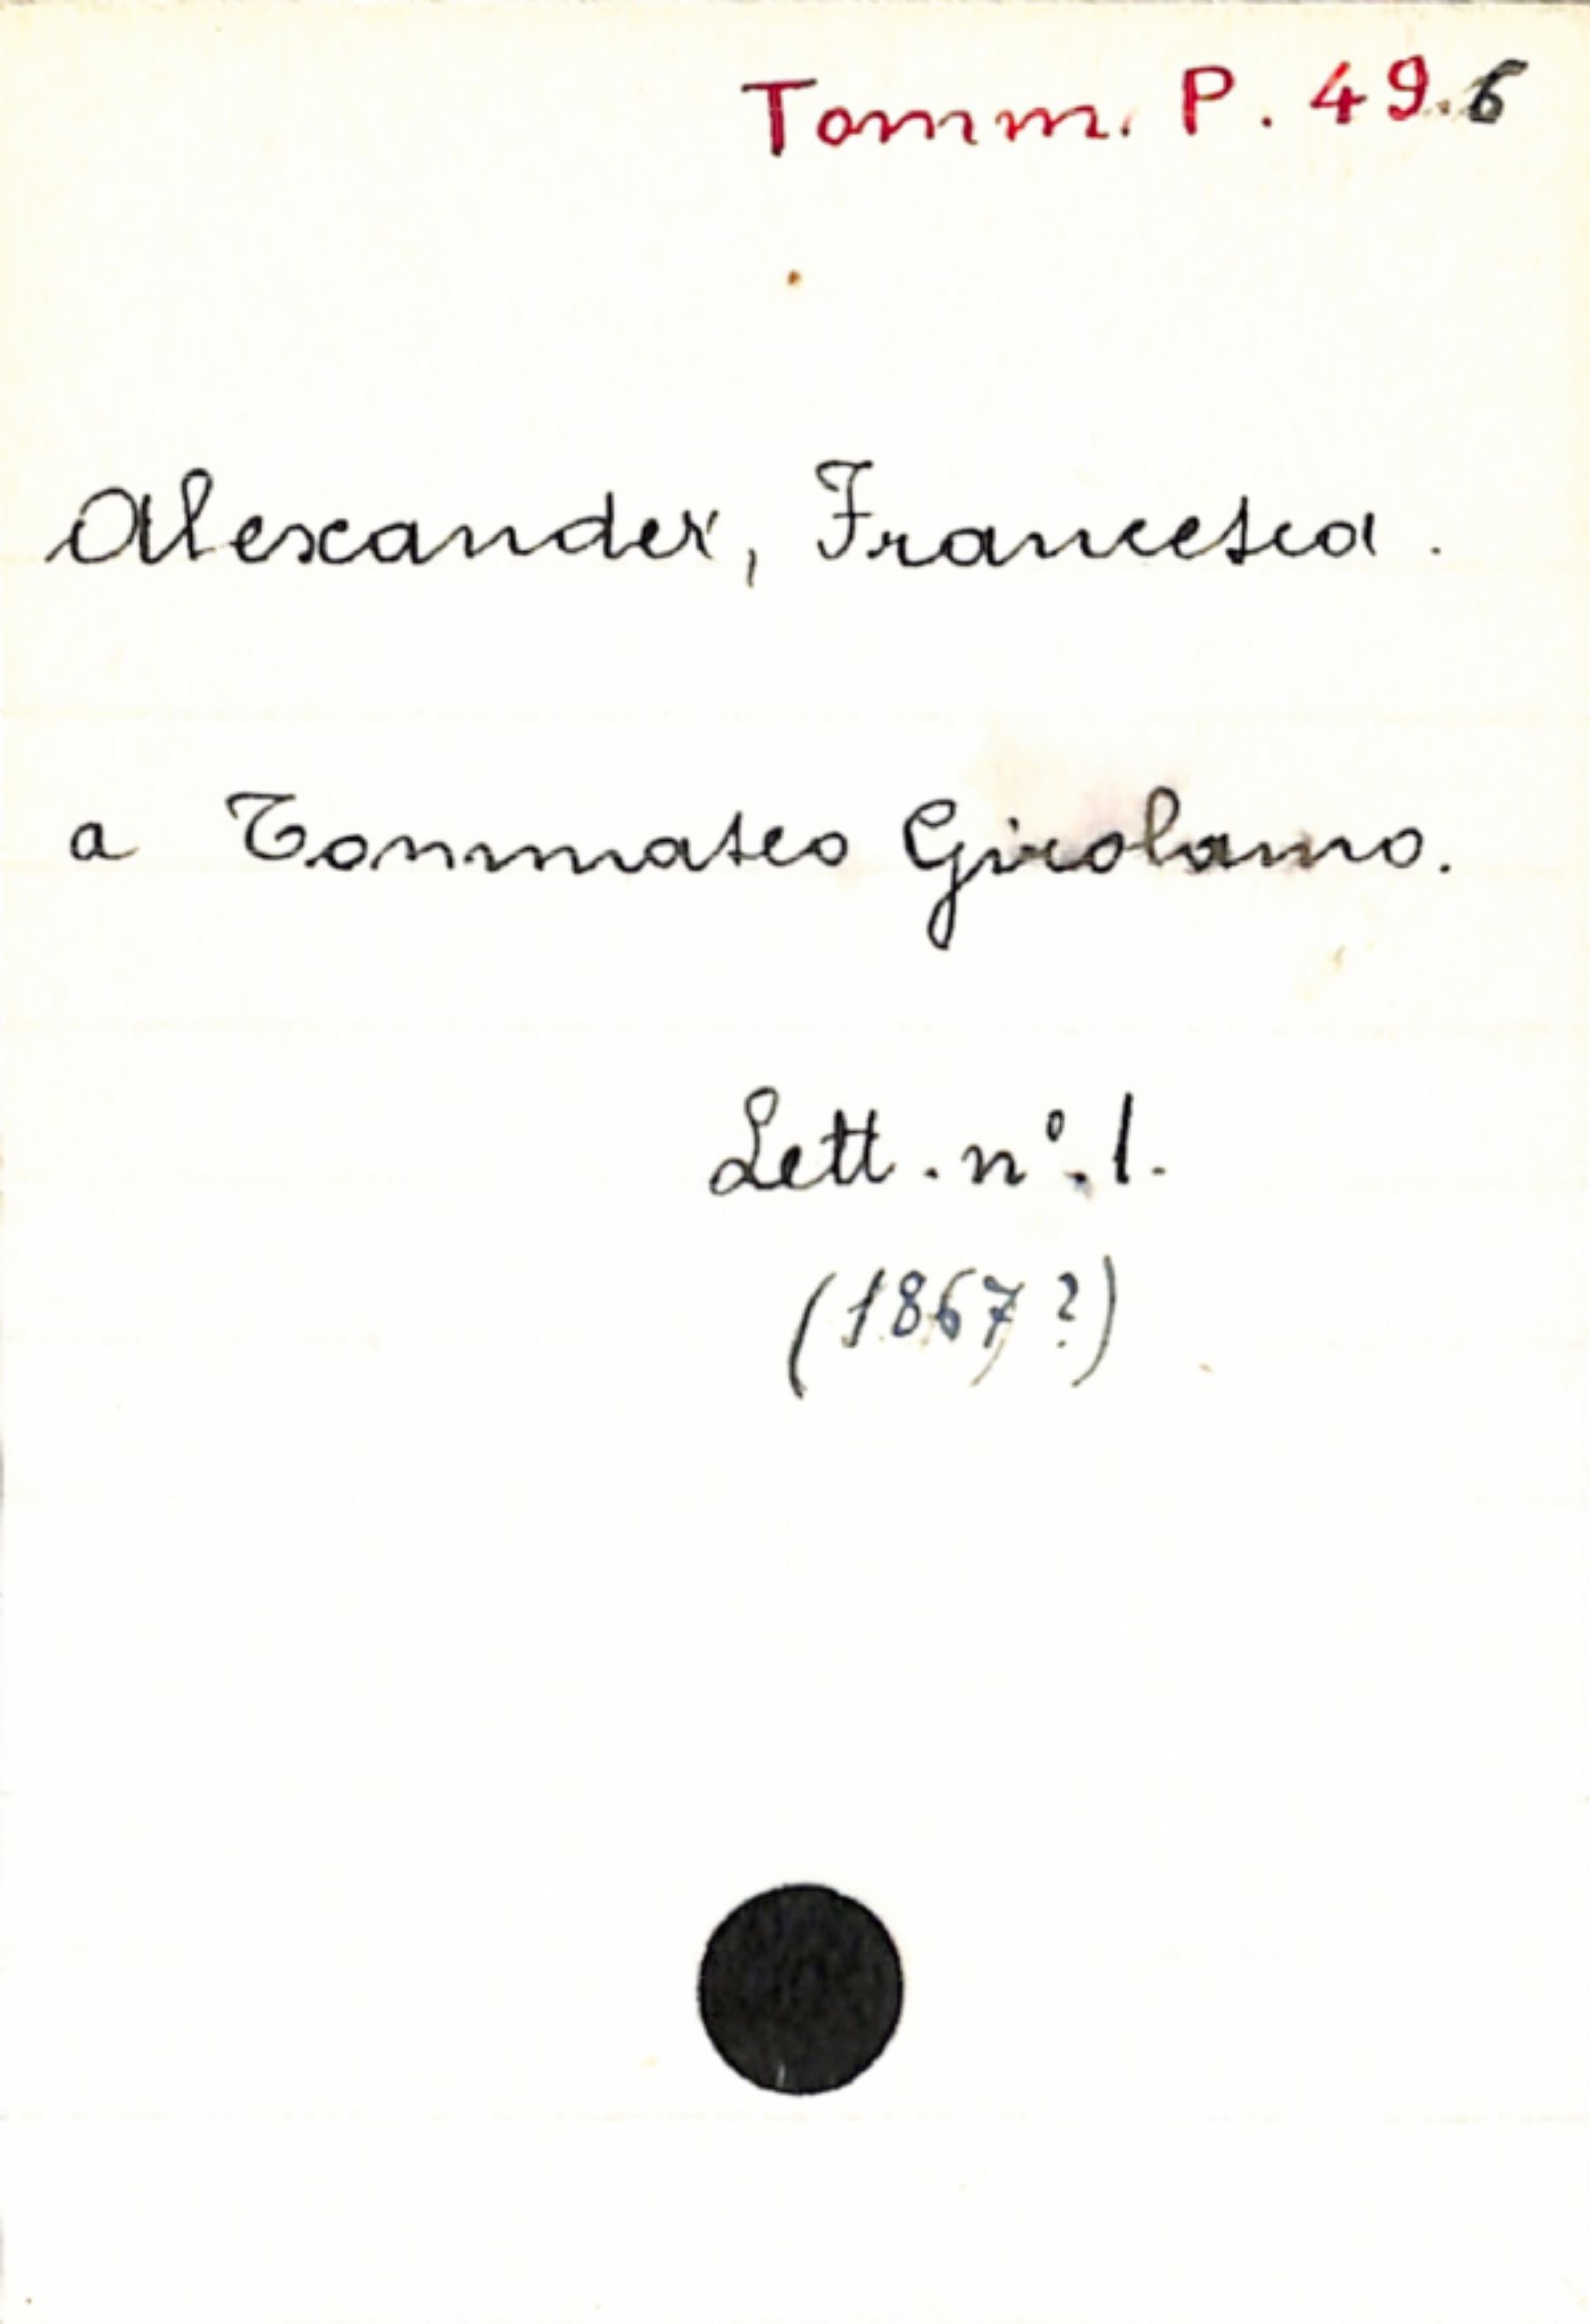 Tomm. P. 49.6
Alexander, Francesca.
a Tommaseo Girolamo.
Lett. n°. 1.
(1867?)